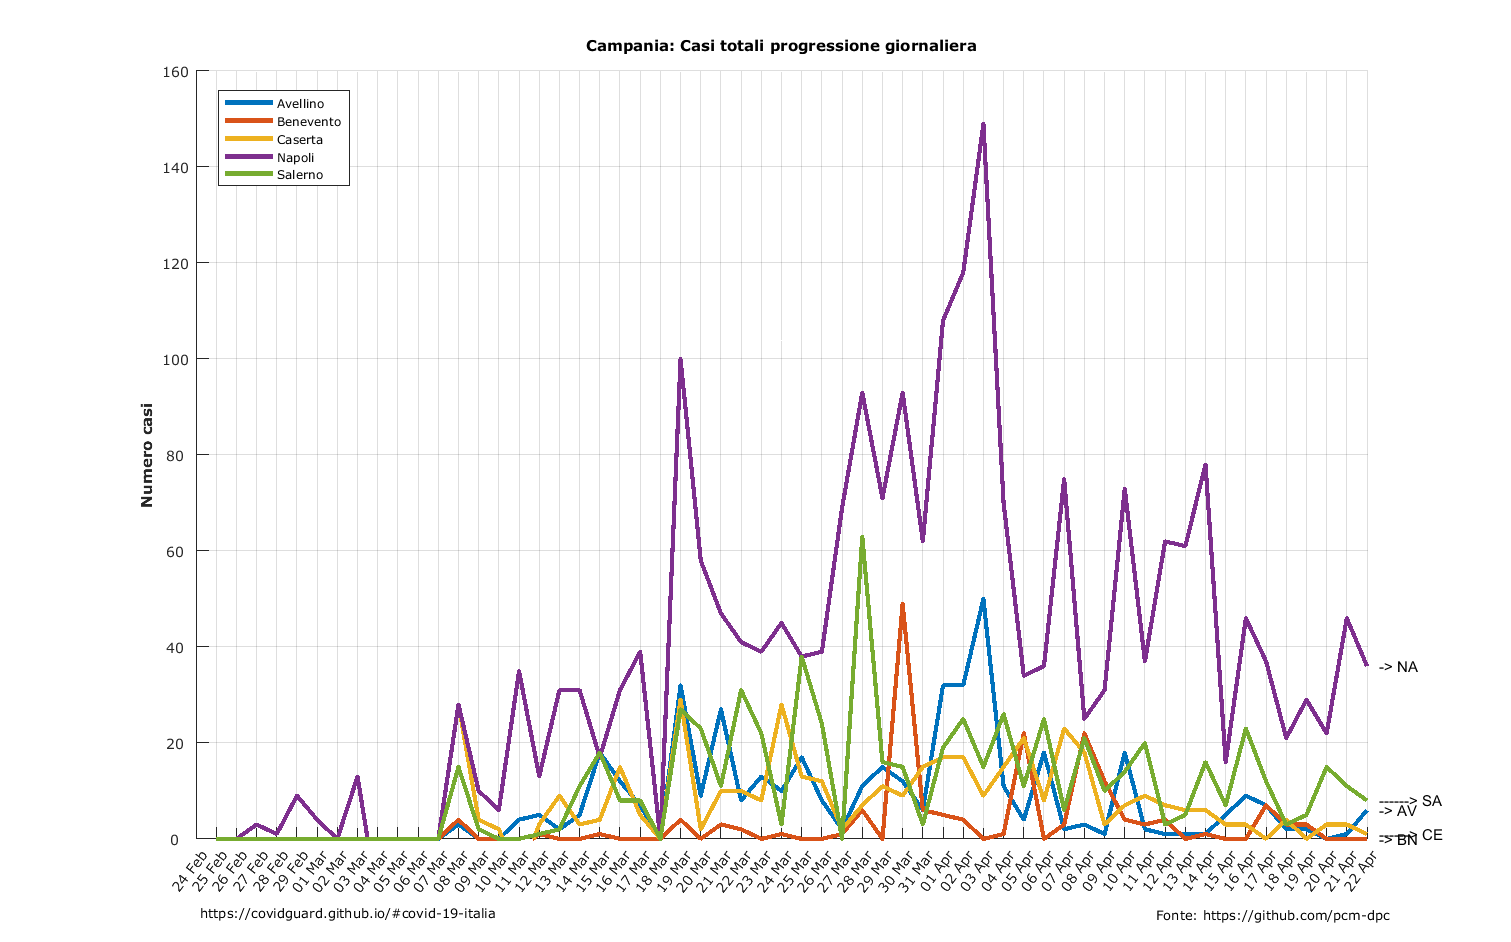 Campania: Casi totali progressione giornaliera
160
140
120
100
80
60
40
20
0
Numero casi
Avellino
Benevento
Caserta
Napoli
Salerno
-> NA
------> SA
-> AV
------> CE
-> BN
24 Feb
25 Feb
26 Feb
27 Feb
28 Feb
29 Feb
01 Mar
02 Mar
03 Mar
04 Mar
05 Mar
06 Mar
07 Mar
08 Mar
09 Mar
10 Mar
11 Mar
12 Mar
13 Mar
14 Mar
15 Mar
16 Mar
17 Mar
18 Mar
19 Mar
20 Mar
21 Mar
22 Mar
23 Mar
24 Mar
25 Mar
26 Mar
27 Mar
28 Mar
29 Mar
30 Mar
31 Mar
01 Apr
02 Apr
03 Apr
04 Apr
05 Apr
06 Apr
07 Apr
08 Apr
09 Apr
10 Apr
11 Apr
12 Apr
13 Apr
14 Apr
15 Apr
16 Apr
17 Apr
18 Apr
19 Apr
20 Apr
21 Apr
22 Apr
https://covidguard.github.io/#covid-19-italia
Fonte: https://github.com/pcm-dpc